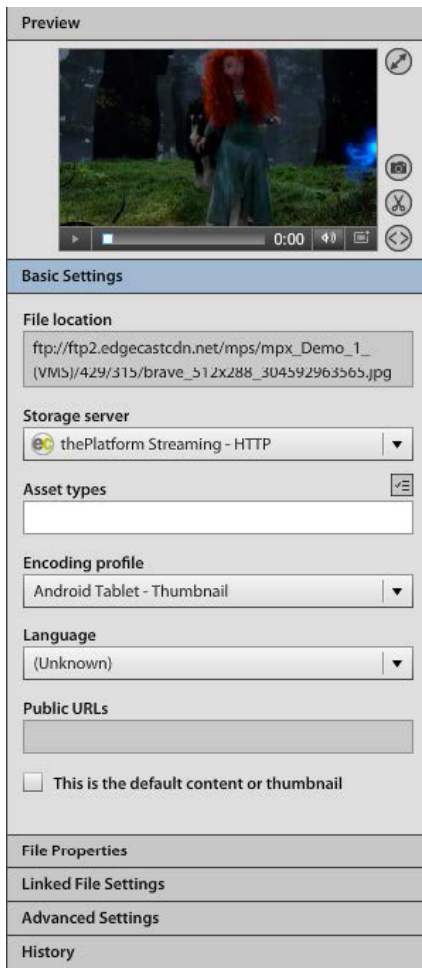 Preview
0:00
Basic Settings
File location
ftp://ftp2.edgecastcdn.net/mps/mpx_Demo_1_
(VMS)/429/315/brave_512x288_304592963565.jpg
Storage server
ec thePlatform Streaming - HTTP
Asset types
Encoding profile
Android Tablet - Thumbnail
Language
(Unknown)
Public URLs
This is the default content or thumbnail
File Properties
Linked File Settings
Advanced Settings
History